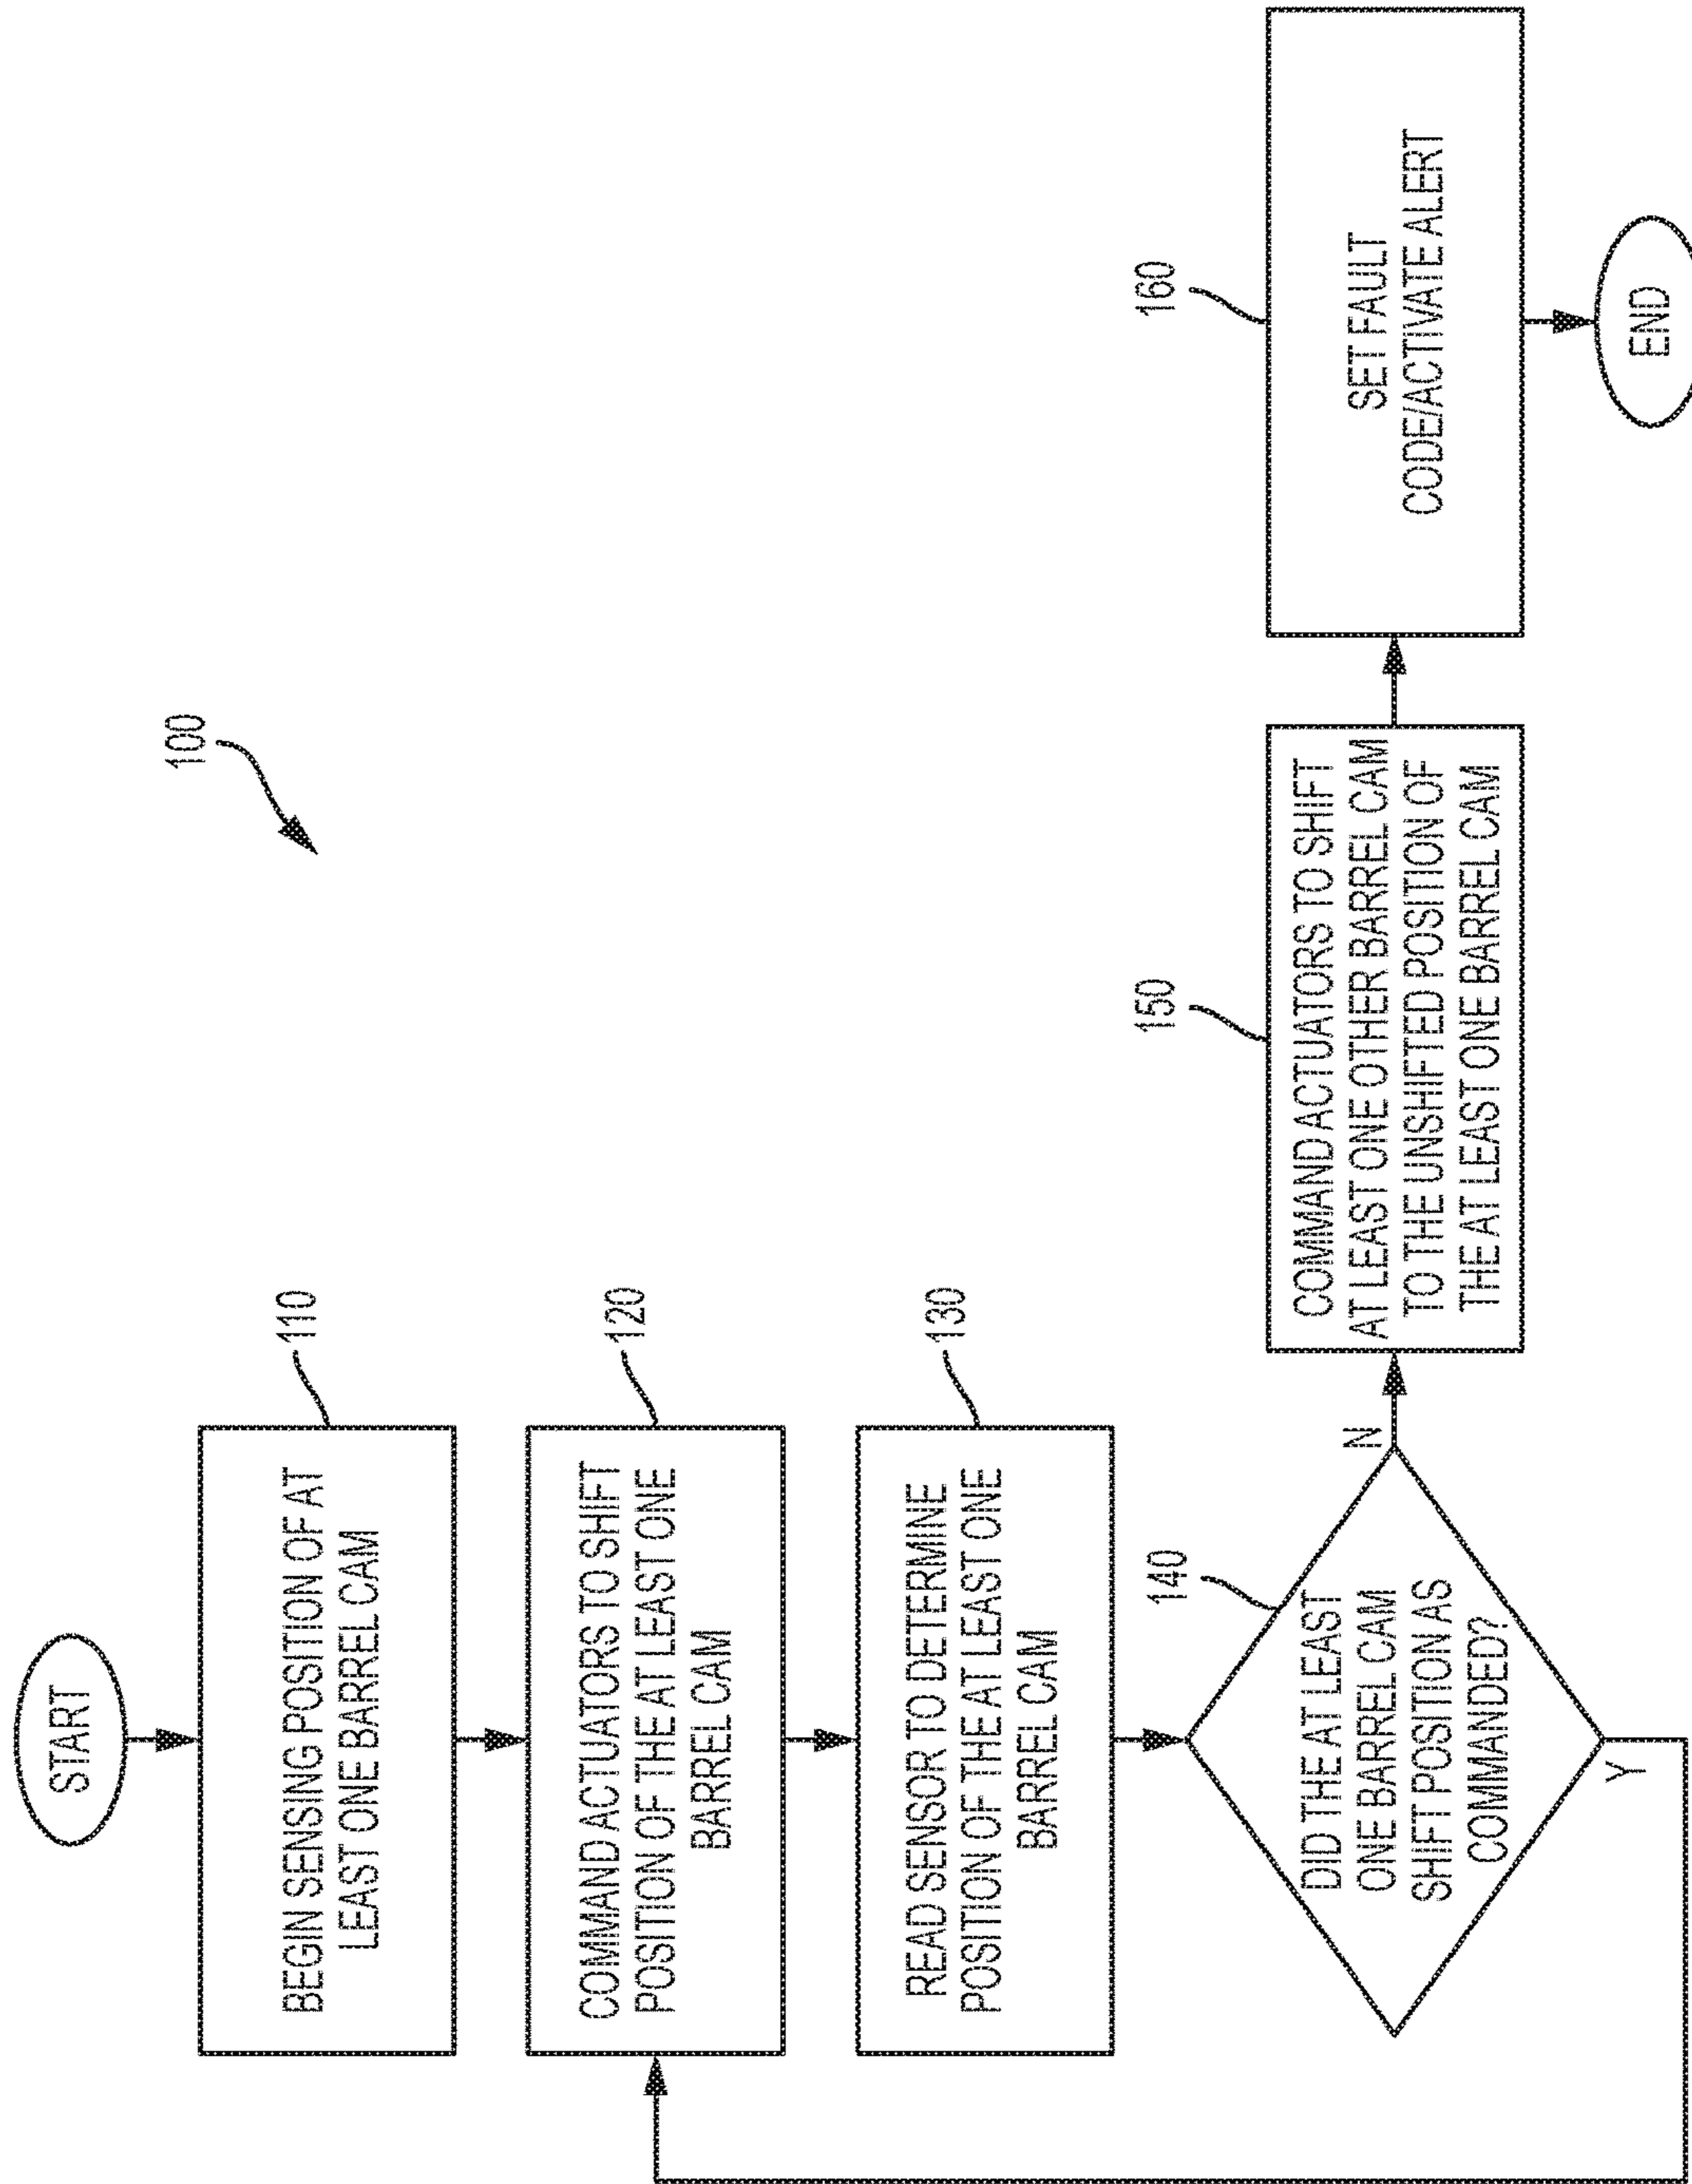 100
START
BEGIN SENSING POSITION OF AT
LEAST ONE BARREL CAM
110
COMMAND ACTUATORS TO SHIFT
POSITION OF THE AT LEAST ONE
BARREL CAM
120
READ SENSOR TO DETERMINE
POSITION OF THE AT LEAST ONE
BARREL CAM
130
140
DID THE AT LEAST
ONE BARREL CAM
SHIFT POSITION AS
COMMANDED?
Y
N
150
COMMAND ACTUATORS TO SHIFT
AT LEAST ONE OTHER BARREL CAM
TO THE UNSHIFTED POSITION OF
THE AT LEAST ONE BARREL CAM
160
SET FAULT
CODE/ACTIVATE ALERT
END